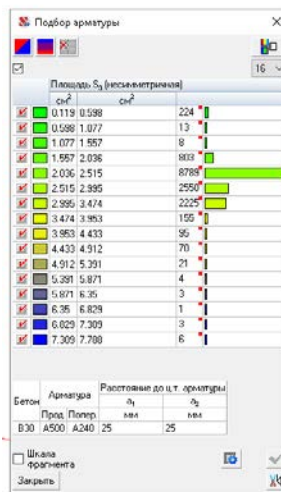 Подбор арматуры
16
Площадь S3 (несимметричная)
см2 см2
0.119 0.598 224
0.598 1.077 13
1.077 1.557 8
1.557 2.036 803
2.036 2.515 8789
2.515 2.995 2550
2.995 3.474 2225
3.474 3.953 155
3.953 4.433 95
4.433 4.912 70
4.912 5.391 21
5.391 5.871 4
5.871 6.35 3
6.35 6.829 1
6.829 7.309 3
7.309 7.788 6
Бетон Арматура Расстояние до ц.т. арматуры
Прод. Попер. a1 a2
мм мм
B30 A500 A240 25 25
Шкала
фрагмента
Закрыть